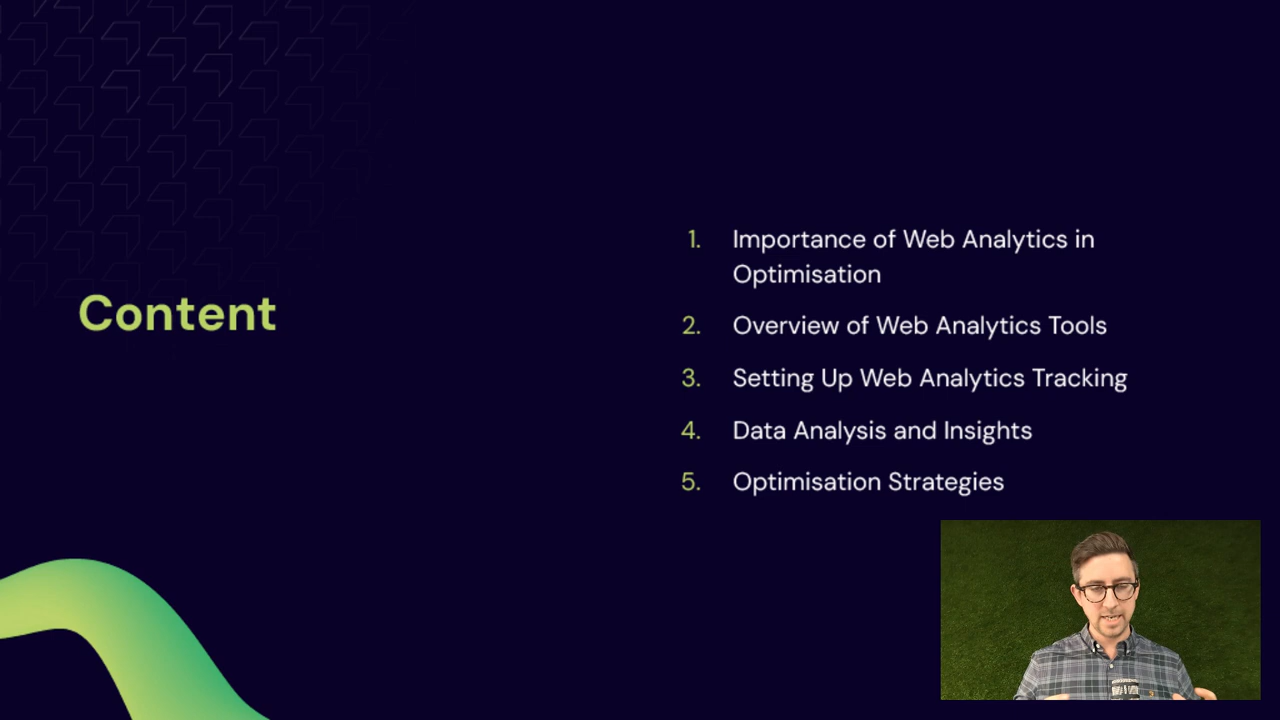 Content
1. Importance of Web Analytics in
Optimisation
2. Overview of Web Analytics Tools
3. Setting Up Web Analytics Tracking
4. Data Analysis and Insights
5. Optimisation Strategies